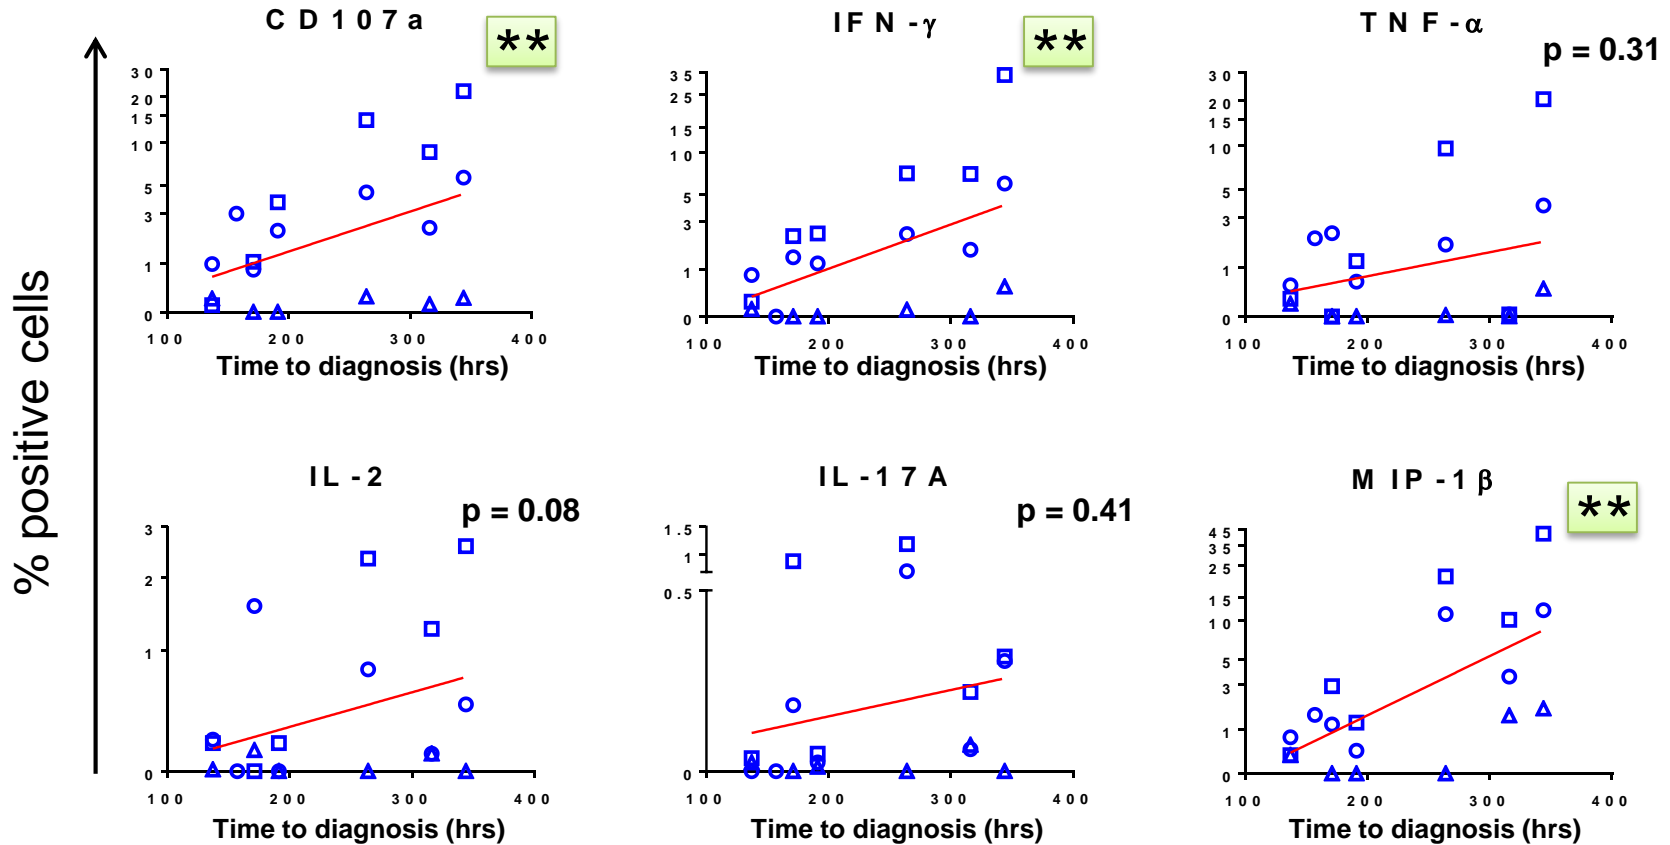 % positive cells
CD107a
**
30
20
15
10
5
3
1
0
100 200 300 400
Time to diagnosis (hrs)
IFN-γ
**
35
25
15
10
5
3
1
0
100 200 300 400
Time to diagnosis (hrs)
TNF-α
p = 0.31
30
20
15
10
5
3
1
0
100 200 300 400
Time to diagnosis (hrs)
IL-2
p = 0.08
3
2
1
0
100 200 300 400
Time to diagnosis (hrs)
IL-17A
p = 0.41
1.5
1
0.5
0
100 200 300 400
Time to diagnosis (hrs)
MIP-1β
**
45
35
25
15
10
5
3
1
0
100 200 300 400
Time to diagnosis (hrs)